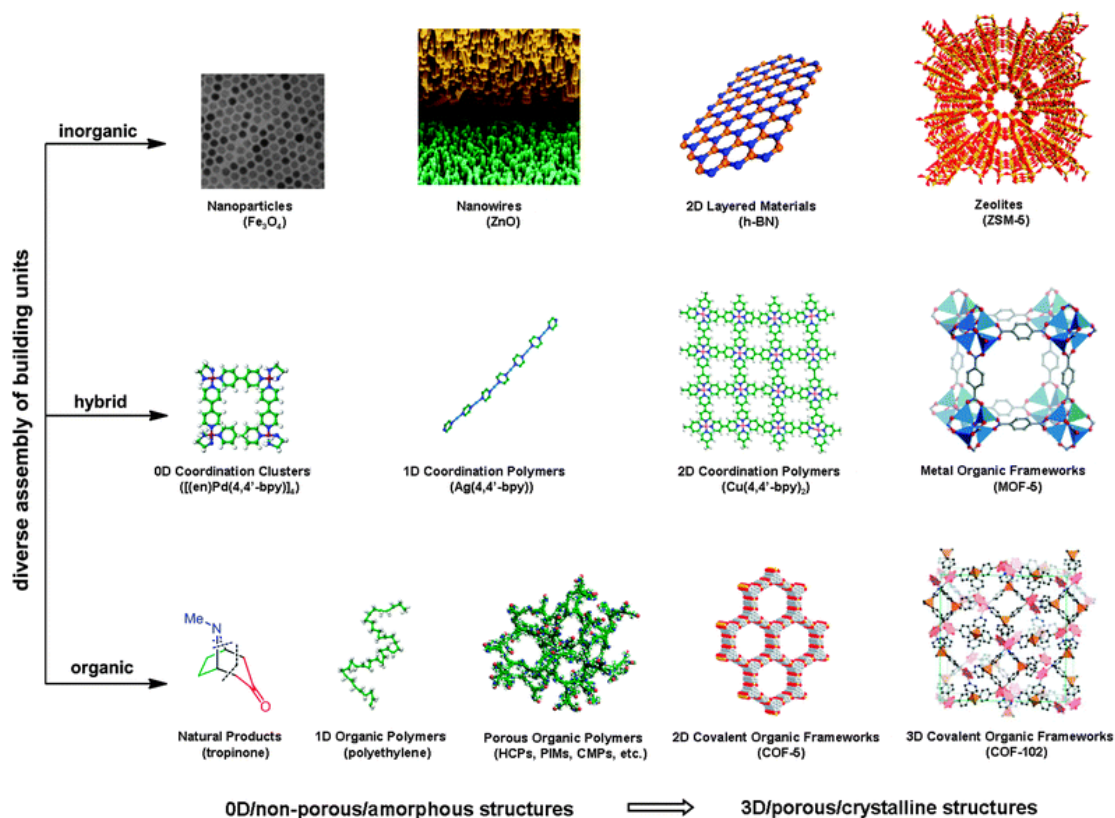 inorganic
Nanoparticles
(Fe₃O₄)
Nanowires
(ZnO)
2D Layered Materials
(h-BN)
Zeolites
(ZSM-5)
diverse assembly of building units
hybrid
0D Coordination Clusters
([(en)Pd(4,4'-bpy)]₄)
1D Coordination Polymers
(Ag(4,4'-bpy))
2D Coordination Polymers
(Cu(4,4'-bpy)₂)
Metal Organic Frameworks
(MOF-5)
Me
N
O
organic
Natural Products
(tropinone)
1D Organic Polymers
(polyethylene)
Porous Organic Polymers
(HCPs, PIMs, CMPs, etc.)
2D Covalent Organic Frameworks
(COF-5)
3D Covalent Organic Frameworks
(COF-102)
0D/non-porous/amorphous structures
3D/porous/crystalline structures